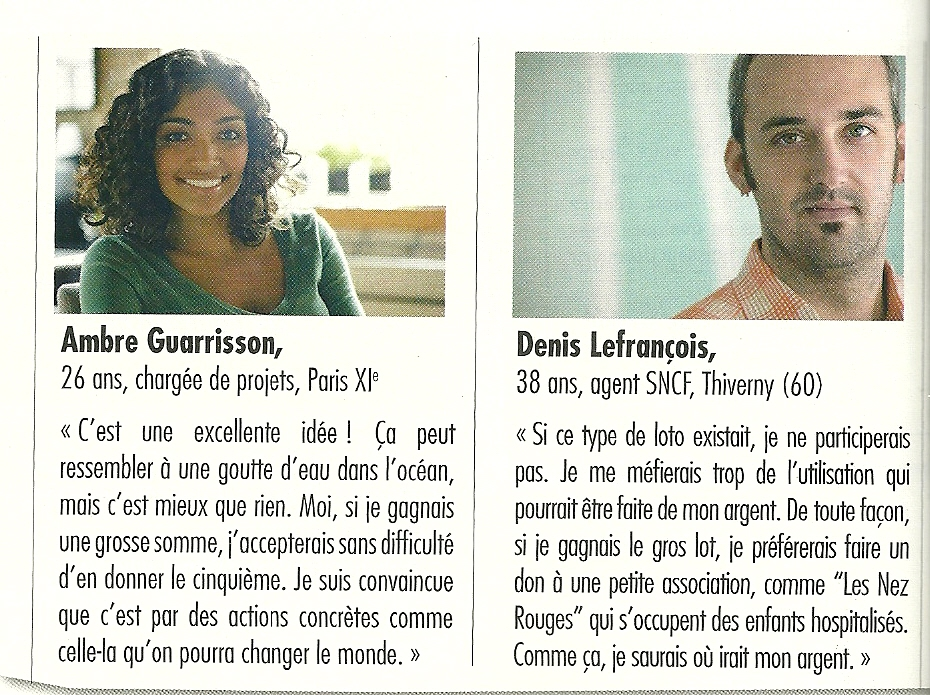 Ambre Guarrisson,
26 ans, chargée de projets, Paris XIe
« C'est une excellente idée ! Ça peut
ressembler à une goutte d'eau dans l'océan,
mais c'est mieux que rien. Moi, si je gagnais
une grosse somme, j'accepterais sans difficulté
d'en donner le cinquième. Je suis convaincue
que c'est par des actions concrètes comme
celle-la qu'on pourra changer le monde. »
Denis Lefrançois,
38 ans, agent SNCF, Thiverny (60)
« Si ce type de loto existait, je ne participerais
pas. Je me méfierais trop de l'utilisation qui
pourrait être faite de mon argent. De toute façon,
si je gagnais le gros lot, je préférerais faire un
don à une petite association, comme "Les Nez
Rouges" qui s'occupent des enfants hospitalisés.
Comme ça, je saurais où irait mon argent. »